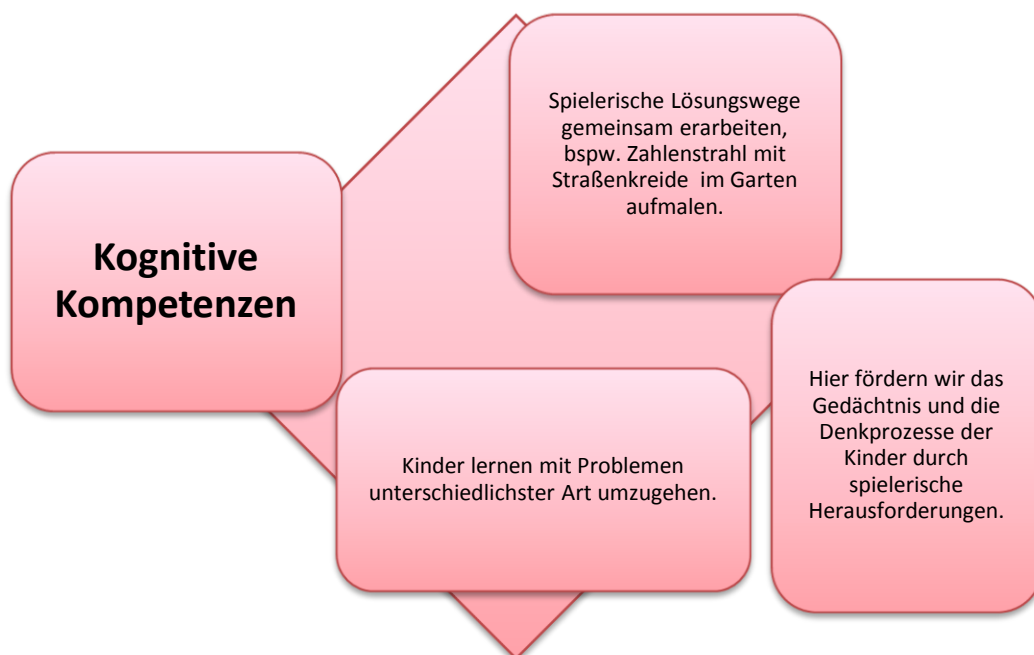 Kognitive
Kompetenzen
Spielerische Lösungswege
gemeinsam erarbeiten,
bspw. Zahlenstrahl mit
Straßenkreide  im Garten
aufmalen.
Kinder lernen mit Problemen
unterschiedlichster Art umzugehen.
Hier fördern wir das
Gedächtnis und die
Denkprozesse der
Kinder durch
spielerische
Herausforderungen.